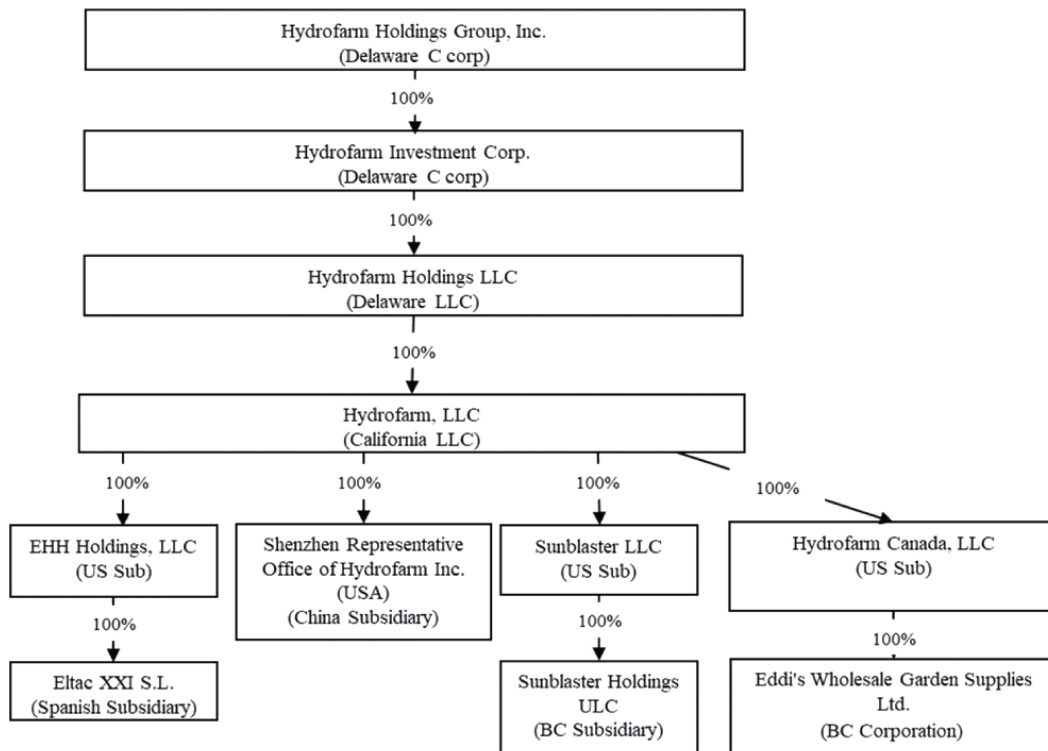 Hydrofarm Holdings Group, Inc.
(Delaware C corp)
100%
Hydrofarm Investment Corp.
(Delaware C corp)
100%
Hydrofarm Holdings LLC
(Delaware LLC)
100%
Hydrofarm, LLC
(California LLC)
100%
100%
100%
100%
EHH Holdings, LLC
(US Sub)
Shenzhen Representative
Office of Hydrofarm Inc.
(USA)
(China Subsidiary)
Sunblaster LLC
(US Sub)
Hydrofarm Canada, LLC
(US Sub)
100%
100%
100%
Eltac XXI S.L.
(Spanish Subsidiary)
Sunblaster Holdings
ULC
(BC Subsidiary)
Eddi's Wholesale Garden Supplies
Ltd.
(BC Corporation)